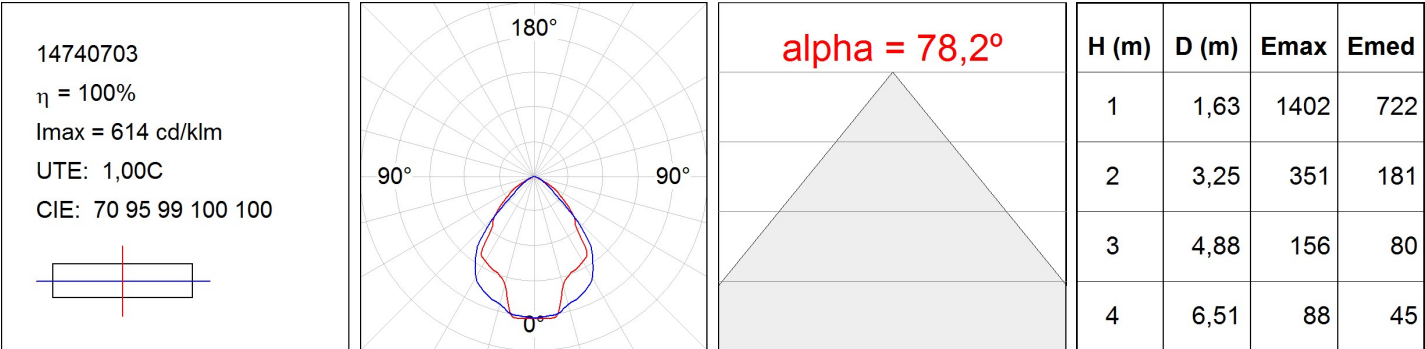 14740703
η = 100%
Imax = 614 cd/klm
UTE: 1,00C
CIE: 70 95 99 100 100
180°
90° 90°
0°
alpha = 78,2º
H (m) D (m) Emax Emed
1 1,63 1402 722
2 3,25 351 181
3 4,88 156 80
4 6,51 88 45